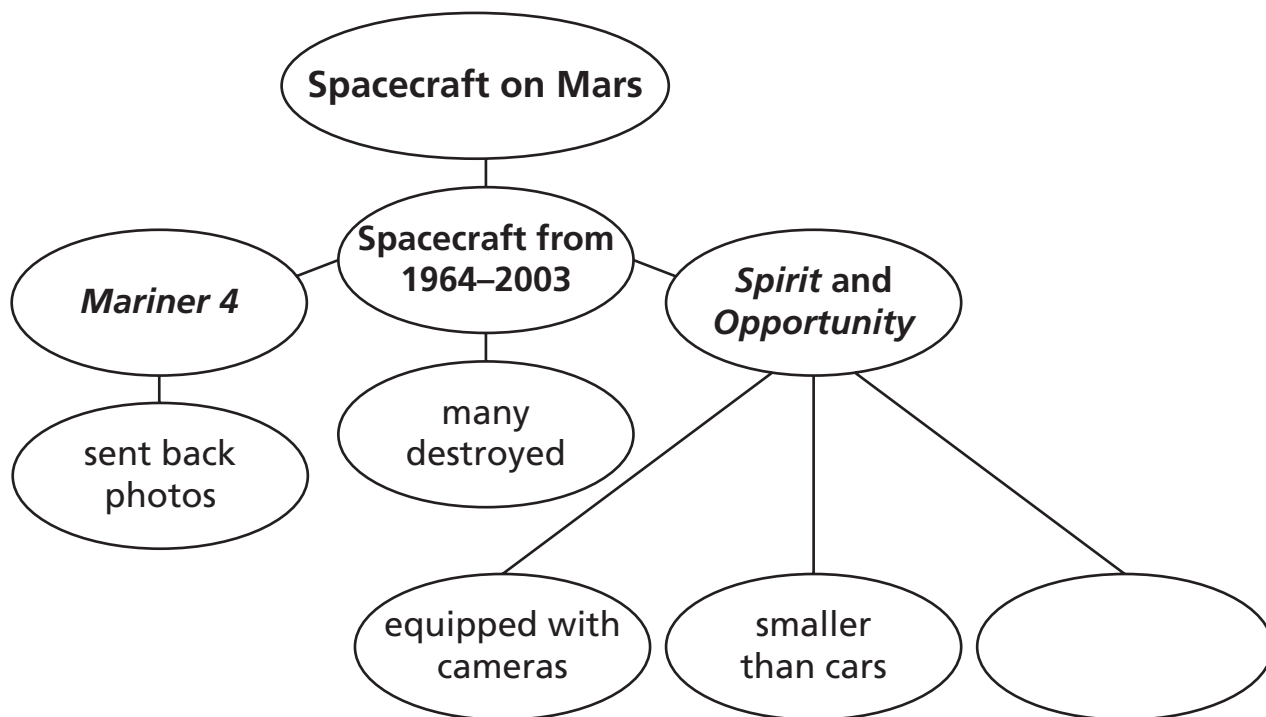 Spacecraft on Mars
Spacecraft from
1964–2003
Mariner 4
Spirit and
Opportunity
sent back
photos
many
destroyed
equipped with
cameras
smaller
than cars